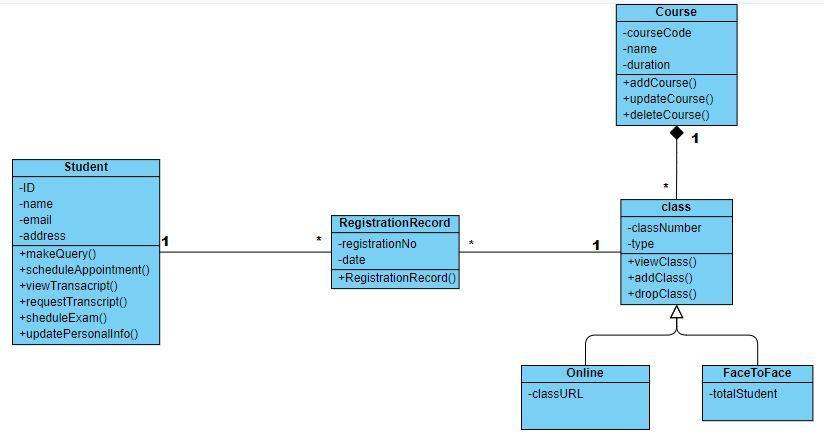 Course
-courseCode
-name
-duration
+addCourse()
+updateCourse()
+deleteCourse()
1
*
Student
-ID
-name
-email
-address
+makeQuery()
+scheduleAppointment()
+viewTransacript()
+requestTranscript()
+sheduleExam()
+updatePersonalInfo()
1
*
RegistrationRecord
-registrationNo
-date
+RegistrationRecord()
*
1
class
-classNumber
-type
+viewClass()
+addClass()
+dropClass()
Online
-classURL
FaceToFace
-totalStudent